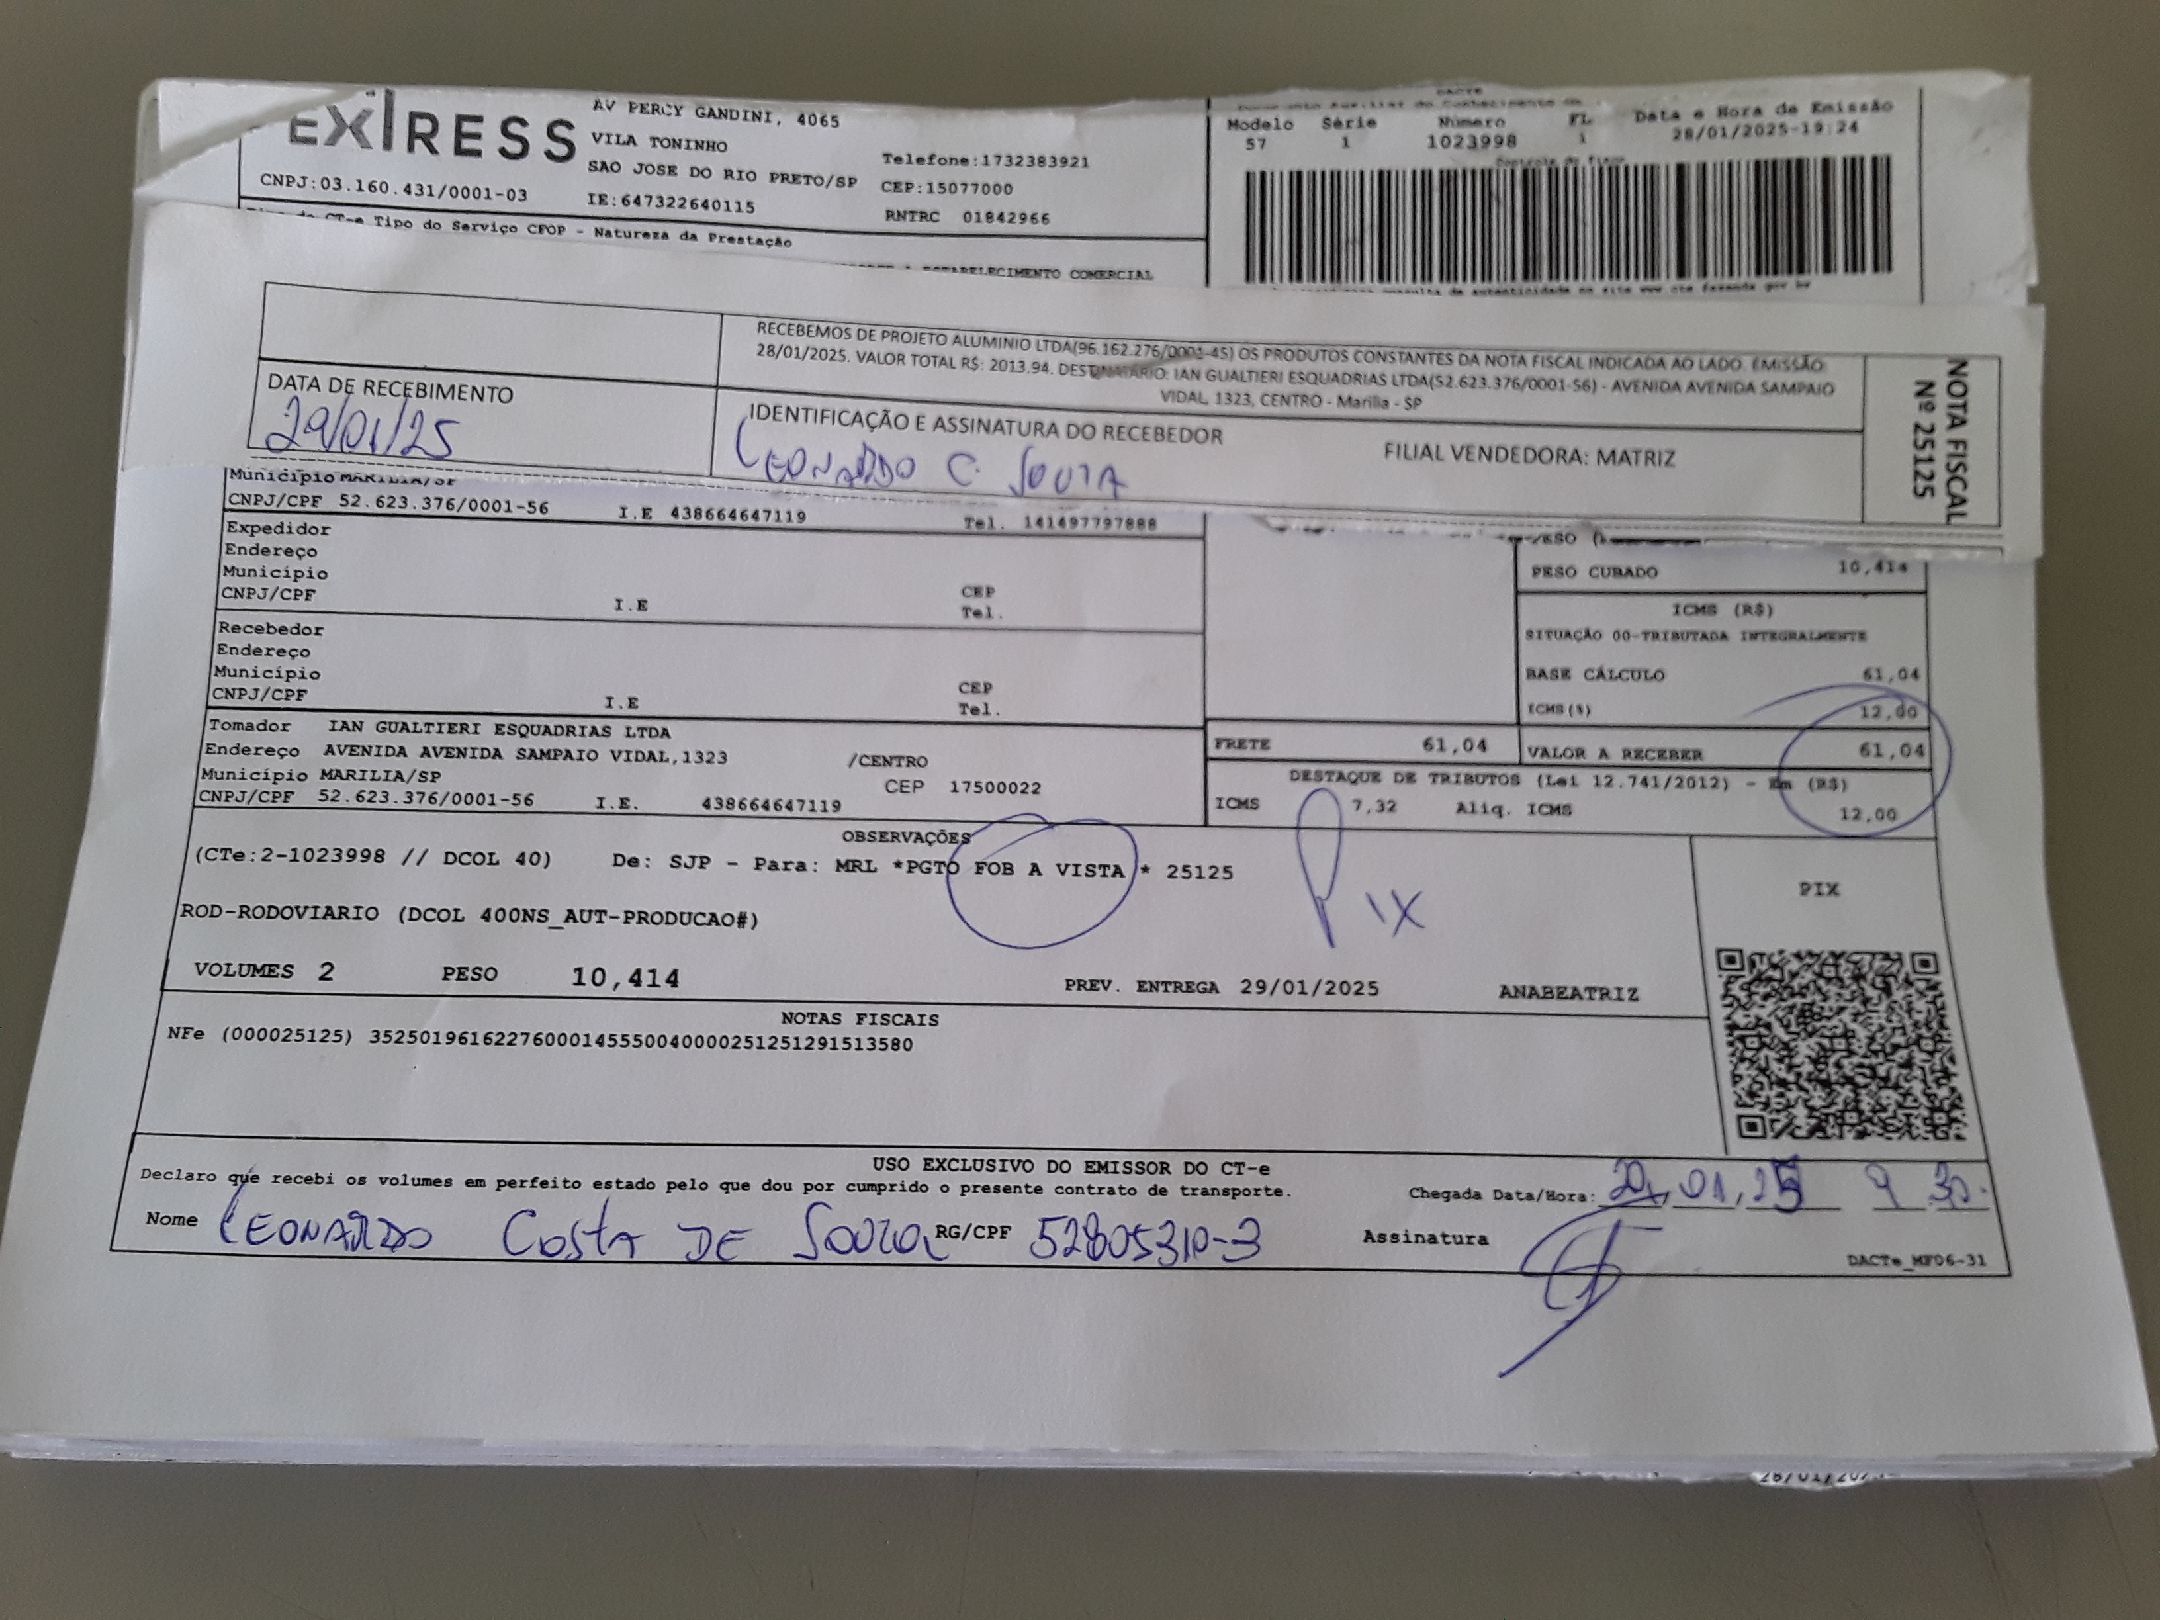 EXPRESS
AV PERCY GANDINI, 4065
VILA TONINHO
SAO JOSE DO RIO PRETO/SP
CNPJ:03.160.431/0001-03
IE:647322640115
Telefone:1732383921
CEP:15077000
RNTRC 01842966
DACTE
Modelo Série Número FL Data e Hora de Emissão
57 1 1023998 1 28/01/2025-19:24
CT-e Tipo do Serviço CFOP - Natureza da Prestação
ESTABELECIMENTO COMERCIAL
RECEBEMOS DE PROJETO ALUMINIO LTDA(96.162.276/0001-45) OS PRODUTOS CONSTANTES DA NOTA FISCAL INDICADA AO LADO. EMISSÃO:
28/01/2025. VALOR TOTAL R$: 2013.94. DESTINATÁRIO: IAN GUALTIERI ESQUADRIAS LTDA(52.623.376/0001-56) - AVENIDA AVENIDA SAMPAIO
VIDAL, 1323, CENTRO - Marília - SP
NOTA FISCAL
Nº 25125
DATA DE RECEBIMENTO
29/01/25
IDENTIFICAÇÃO E ASSINATURA DO RECEBEDOR
LEONARDO C. SOUZA
FILIAL VENDEDORA: MATRIZ
Município MARILIA/SP
CNPJ/CPF 52.623.376/0001-56 I.E 438664647119 Tel. 141497797888
Expedidor
Endereço
Município CEP
CNPJ/CPF I.E Tel.
Recebedor
Endereço
Município CEP
CNPJ/CPF I.E Tel.
PESO CUBADO 10,414
ICMS (R$)
SITUAÇÃO 00-TRIBUTADA INTEGRALMENTE
BASE CÁLCULO 61,04
ICMS(%) 12,00
Tomador IAN GUALTIERI ESQUADRIAS LTDA
Endereço AVENIDA AVENIDA SAMPAIO VIDAL,1323 /CENTRO
Município MARILIA/SP CEP 17500022
CNPJ/CPF 52.623.376/0001-56 I.E. 438664647119
FRETE 61,04 VALOR A RECEBER 61,04
DESTAQUE DE TRIBUTOS (Lei 12.741/2012) - Em (R$)
ICMS 7,32 Aliq. ICMS 12,00
OBSERVAÇÕES
(CTe:2-1023998 // DCOL 40) De: SJP - Para: MRL *PGTO FOB A VISTA * 25125
PIX
ROD-RODOVIARIO (DCOL 400NS_AUT-PRODUCAO#)
VOLUMES 2 PESO 10,414 PREV. ENTREGA 29/01/2025 ANABEATRIZ
PIX
NOTAS FISCAIS
NFe (000025125) 35250196162276000145550040000251251291513580
USO EXCLUSIVO DO EMISSOR DO CT-e
Declaro que recebi os volumes em perfeito estado pelo que dou por cumprido o presente contrato de transporte.
Chegada Data/Hora: 29,01,25 9 30
Nome LEONARDO COSTA DE SOUZA RG/CPF 52805310-3 Assinatura
DACTe_MF06-31